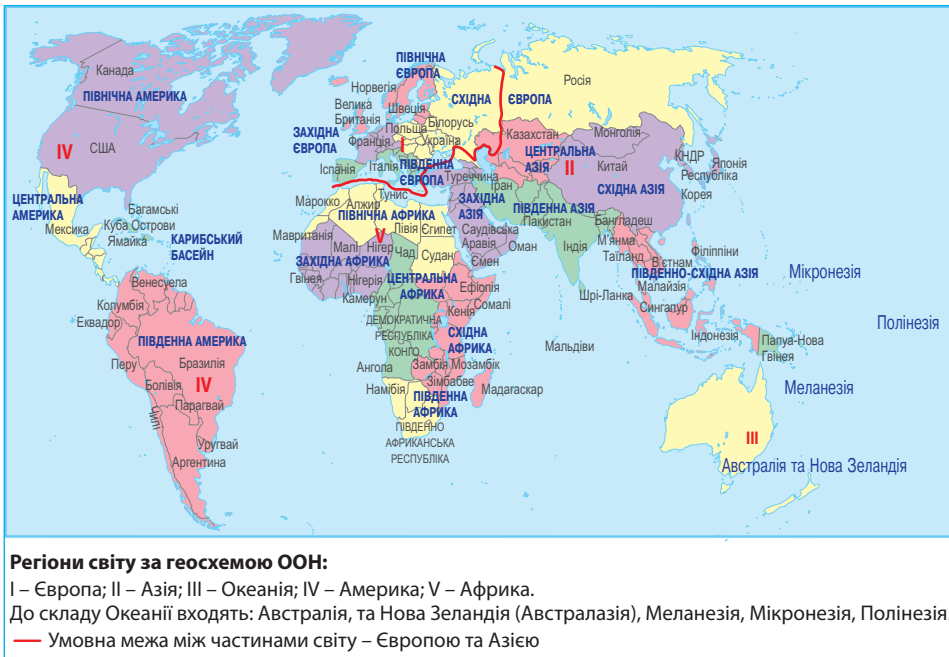 Канада
ПІВНІЧНА АМЕРИКА
IV
США
ЦЕНТРАЛЬНА
АМЕРИКА
Мексика
Багамські
Куба Острови
Ямайка
КАРИБСЬКИЙ
БАСЕЙН
Венесуела
Колумбія
Еквадор
ПІВДЕННА АМЕРИКА
Перу
Бразилія
IV
Болівія
Парагвай
Чилі
Уругвай
Аргентина
ПІВНІЧНА
ЄВРОПА
Норвегія
Швеція
Велика
Британія
ЗАХІДНА
ЄВРОПА
Франція
Польща
I
Білорусь
Україна
СХІДНА ЄВРОПА
Росія
Іспанія
Італія
ПІВДЕННА
ЄВРОПА
Туреччина
Казахстан
ЦЕНТРАЛЬНА
АЗІЯ
II
Монголія
Китай
СХІДНА АЗІЯ
КНДР
Республіка
Корея
Японія
Марокко
Алжир
Туніс
ПІВНІЧНА АФРИКА
Лівія
Єгипет
V
ЗАХІДНА
АЗІЯ
Саудівська
Аравія
Оман
Ємен
Іран
ПІВДЕННА АЗІЯ
Пакистан
Індія
Бангладеш
М'янма
Таїланд
В'єтнам
Філіппіни
ПІВДЕННО-СХІДНА АЗІЯ
Малайзія
Сингапур
Індонезія
Шрі-Ланка
Мальдіви
Мавританія
Малі
Нігер
Чад
Судан
ЗАХІДНА АФРИКА
Гвінея
Нігерія
Камерун
ЦЕНТРАЛЬНА
АФРИКА
Ефіопія
Сомалі
Кенія
ДЕМОКРАТИЧНА
РЕСПУБЛІКА
КОНГО
СХІДНА
АФРИКА
Ангола
Замбія
Мозамбік
Зімбабве
Мадагаскар
Намібія
ПІВДЕННА
АФРИКА
ПІВДЕННО
АФРИКАНСЬКА
РЕСПУБЛІКА
Мікронезія
Полінезія
Папуа-Нова
Гвінея
Меланезія
III
Австралія та Нова Зеландія
Регіони світу за геосхемою ООН:
I – Європа; II – Азія; III – Океанія; IV – Америка; V – Африка.
До складу Океанії входять: Австралія, та Нова Зеландія (Австралазія), Меланезія, Мікронезія, Полінезія.
Умовна межа між частинами світу – Європою та Азією